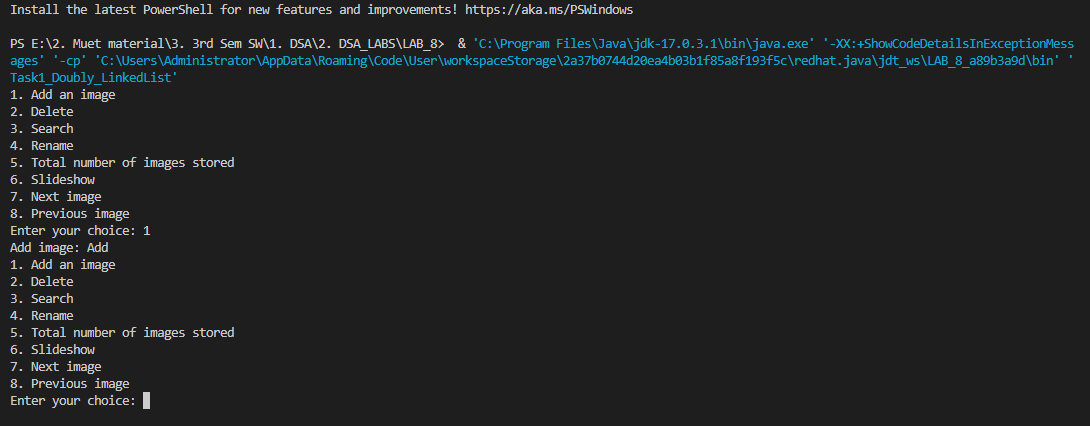 Install the latest PowerShell for new features and improvements! https://aka.ms/PSWindows
PS E:\2. Muet material\3. 3rd Sem SW\1. DSA\2. DSA_LABS\LAB_8>  & 'C:\Program Files\Java\jdk-17.0.3.1\bin\java.exe' '-XX:+ShowCodeDetailsInExceptionMess
ages' '-cp' 'C:\Users\Administrator\AppData\Roaming\Code\User\workspaceStorage\2a37b0744d20ea4b03b1f85a8f193f5c\redhat.java\jdt_ws\LAB_8_a89b3a9d\bin' '
Task1_Doubly_LinkedList'
1. Add an image
2. Delete
3. Search
4. Rename
5. Total number of images stored
6. Slideshow
7. Next image
8. Previous image
Enter your choice: 1
Add image: Add
1. Add an image
2. Delete
3. Search
4. Rename
5. Total number of images stored
6. Slideshow
7. Next image
8. Previous image
Enter your choice: